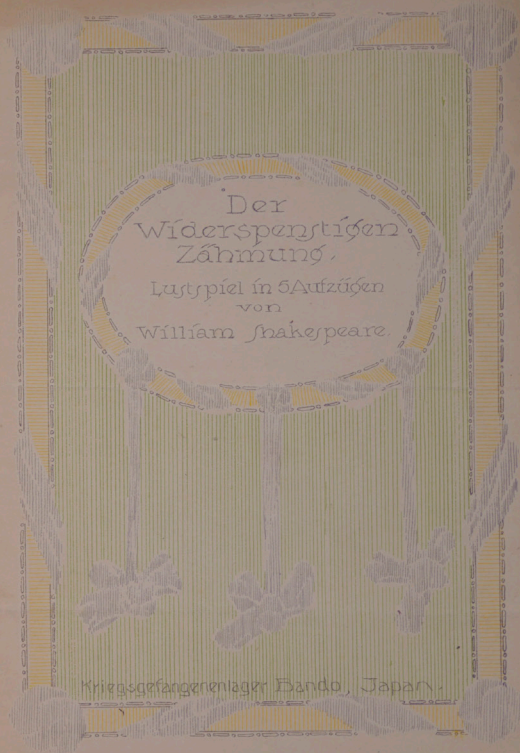 Der
Widerspenstigen
Zähmung.
Lustspiel in 5 Aufzügen
von
William Shakespeare.
Kriegsgefangenenlager Bando, Japan.